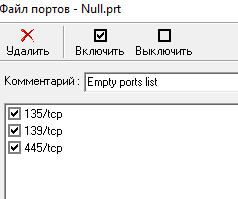 Файл портов - Null.prt
Удалить Включить Выключить
Комментарий: Empty ports list
135/tcp
139/tcp
445/tcp